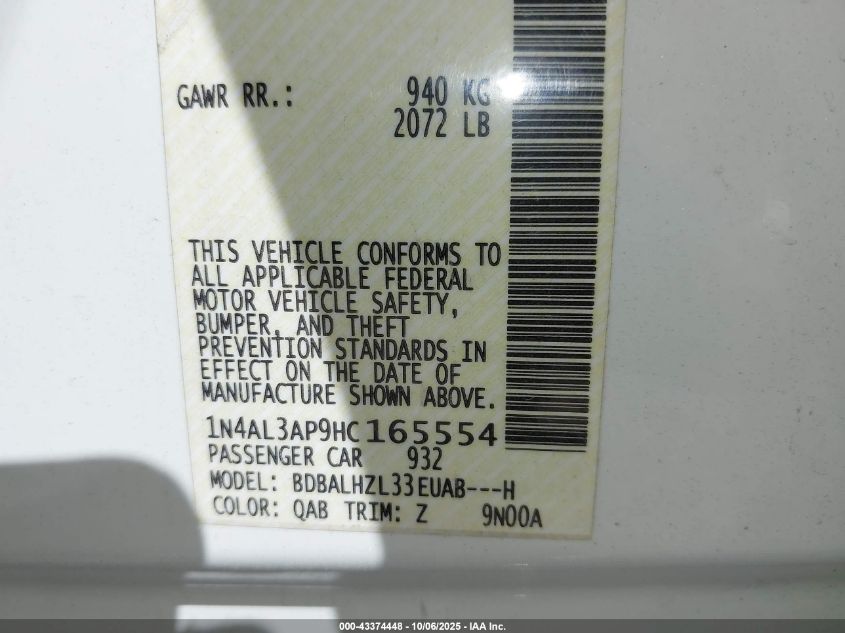 GAWR RR.: 940 KG
2072 LB
THIS VEHICLE CONFORMS TO
ALL APPLICABLE FEDERAL
MOTOR VEHICLE SAFETY,
BUMPER, AND THEFT
PREVENTION STANDARDS IN
EFFECT ON THE DATE OF
MANUFACTURE SHOWN ABOVE.
1N4AL3AP9HC165554
PASSENGER CAR 932
MODEL: BDBALHZL33EUAB---H
COLOR: QAB TRIM: Z 9N00A
000-43374448 - 10/06/2025 - IAA Inc.